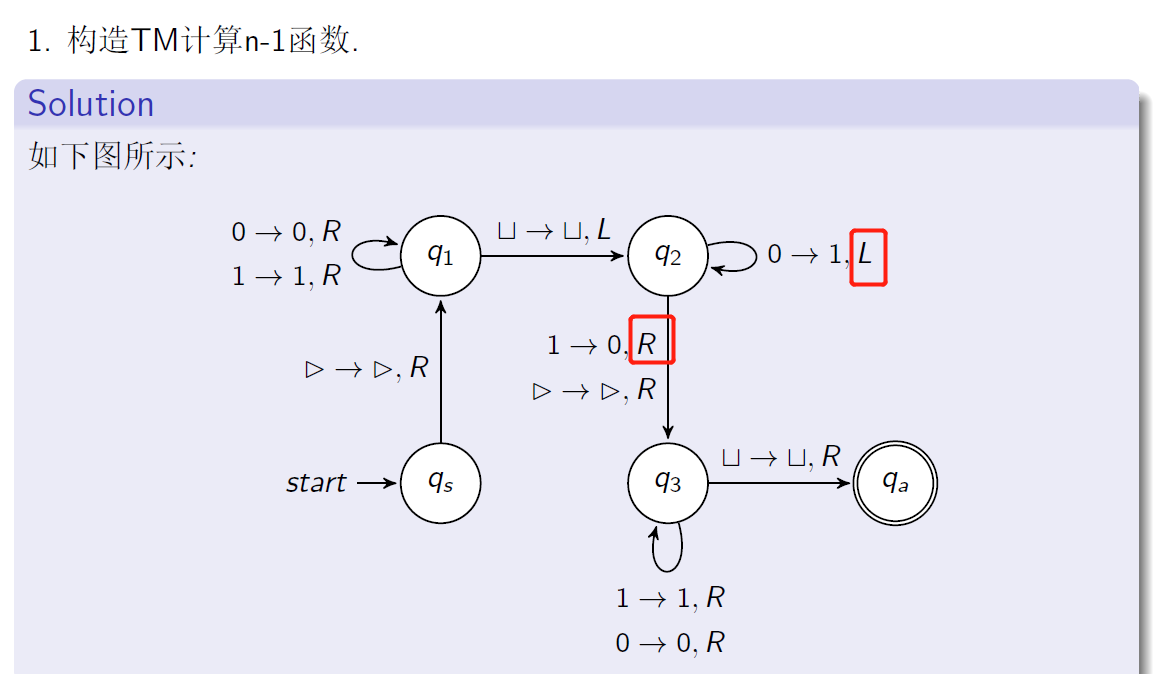 1. 构造TM计算n-1函数.
Solution
如下图所示:
0 → 0, R
1 → 1, R
q1
⊔ → ⊔, L
q2
0 → 1, L
▷ → ▷, R
1 → 0, R
▷ → ▷, R
start
qs
q3
⊔ → ⊔, R
qa
1 → 1, R
0 → 0, R